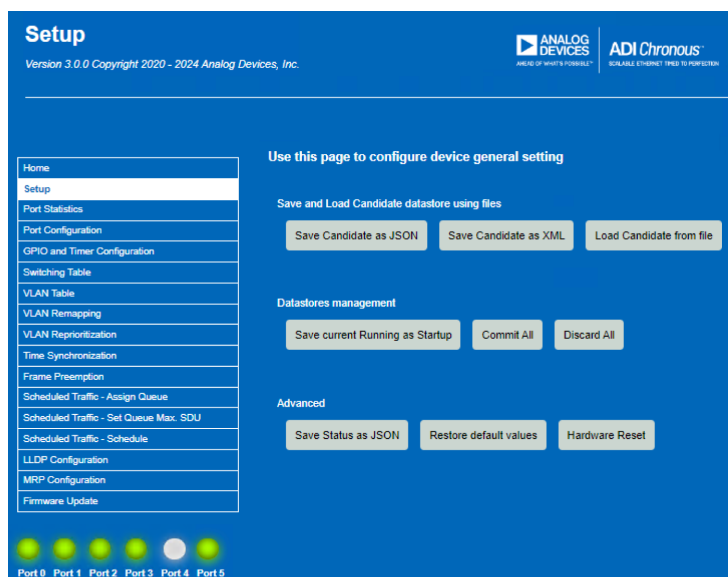 Setup
Version 3.0.0 Copyright 2020 - 2024 Analog Devices, Inc.
ANALOG
DEVICES
AHEAD OF WHAT'S POSSIBLE™
ADI Chronous™
SCALABLE ETHERNET TIMED TO PERFECTION
Home
Setup
Port Statistics
Port Configuration
GPIO and Timer Configuration
Switching Table
VLAN Table
VLAN Remapping
VLAN Reprioritization
Time Synchronization
Frame Preemption
Scheduled Traffic - Assign Queue
Scheduled Traffic - Set Queue Max. SDU
Scheduled Traffic - Schedule
LLDP Configuration
MRP Configuration
Firmware Update
Port 0 Port 1 Port 2 Port 3 Port 4 Port 5
Use this page to configure device general setting
Save and Load Candidate datastore using files
Save Candidate as JSON Save Candidate as XML Load Candidate from file
Datastores management
Save current Running as Startup Commit All Discard All
Advanced
Save Status as JSON Restore default values Hardware Reset